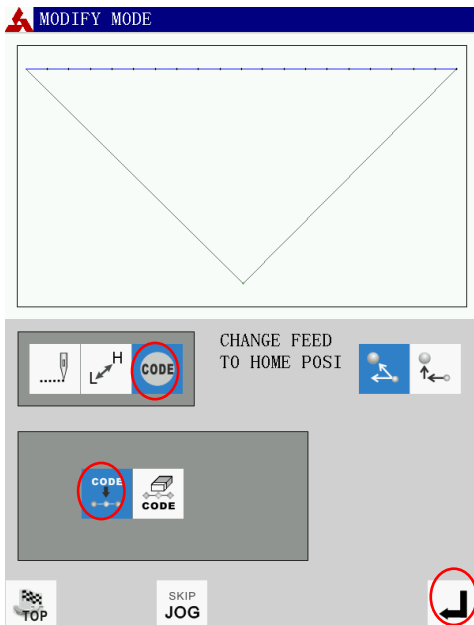 MODIFY MODE
CHANGE FEED
TO HOME POSI
H
L
CODE
CODE
CODE
TOP
SKIP
JOG